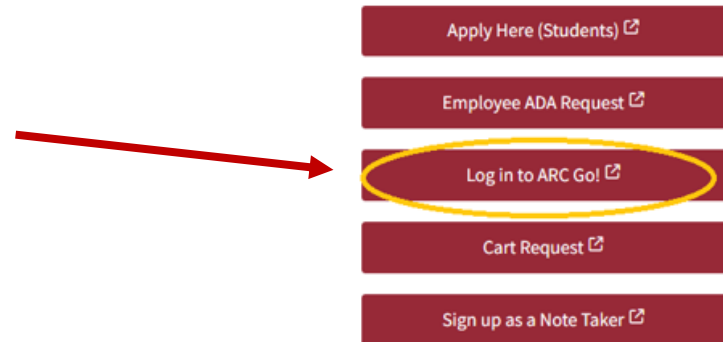 Apply Here (Students)
Employee ADA Request
Log in to ARC Go!
Cart Request
Sign up as a Note Taker